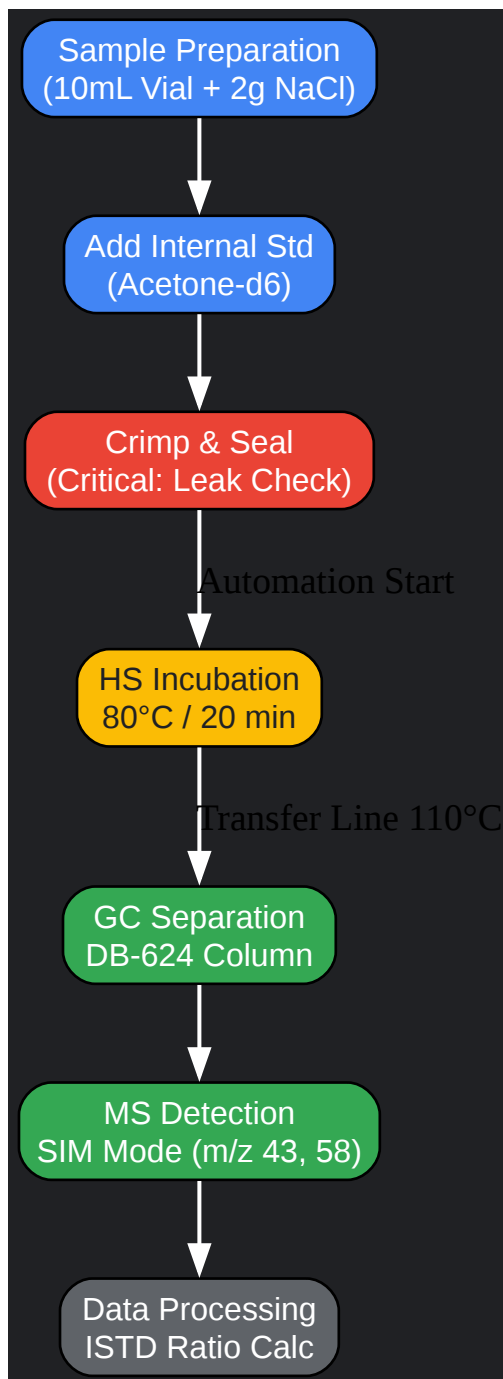 Sample Preparation
(10mL Vial + 2g NaCl)
Add Internal Std
(Acetone-d6)
Crimp & Seal
(Critical: Leak Check)
Automation Start
HS Incubation
80°C / 20 min
Transfer Line 110°C
GC Separation
DB-624 Column
MS Detection
SIM Mode (m/z 43, 58)
Data Processing
ISTD Ratio Calc